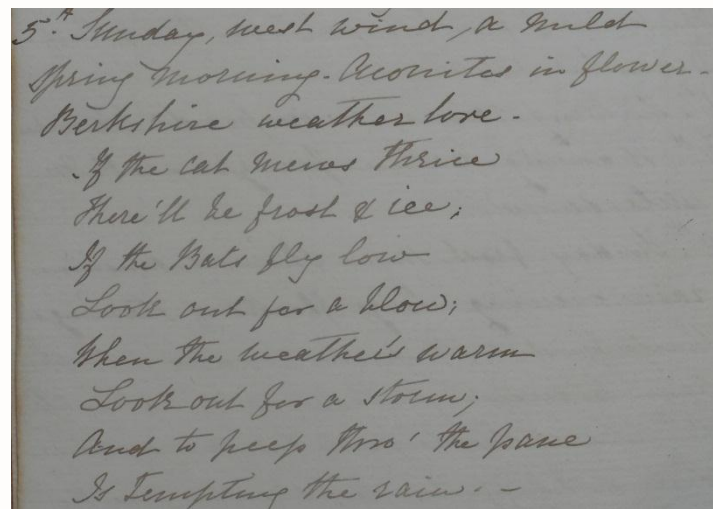 5th Sunday, west wind, a mild
spring morning - Aconites in flower -
Berkshire weather lore -
If the cat mews thrice
There'll be frost & ice;
If the Bats fly low
Look out for a blow;
When the weather's warm
Look out for a storm;
And to peep thro' the pane
Is Tempting the rain. -